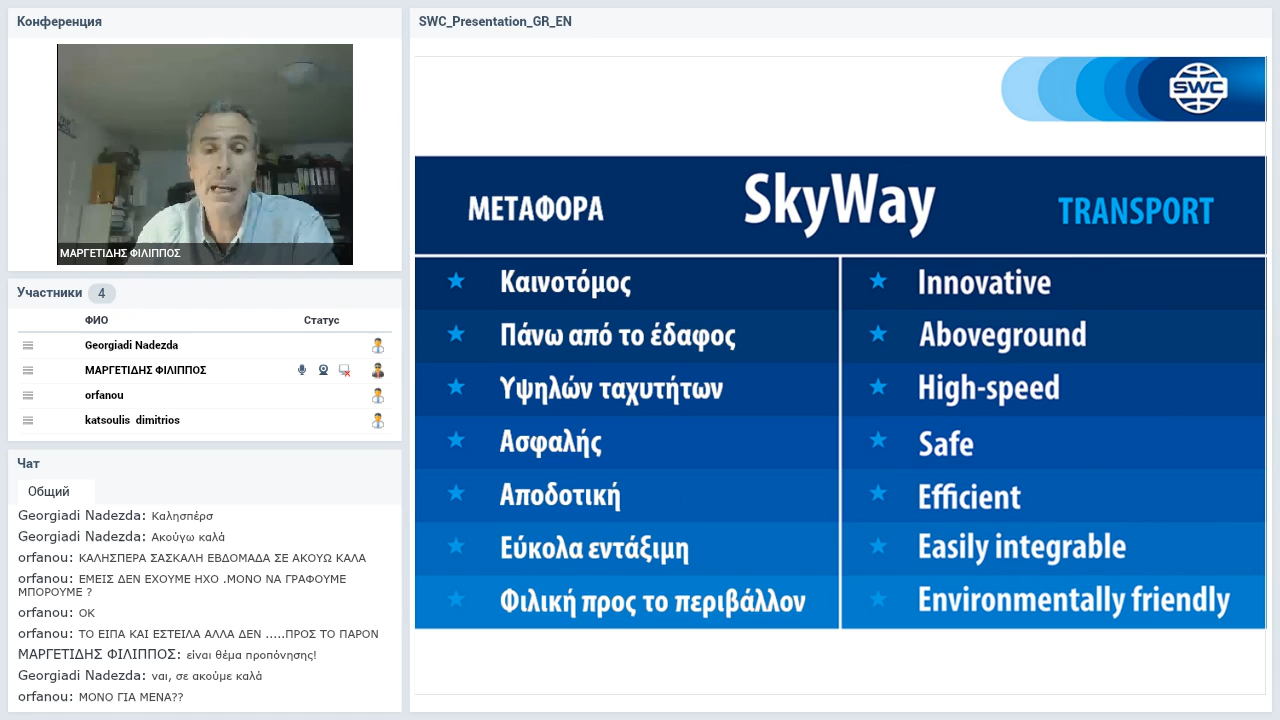 Конференция
ΜΑΡΓΕΤΙΔΗΣ ΦΙΛΙΠΠΟΣ
Участники 4
ФИО Статус
Georgiadi Nadezda
ΜΑΡΓΕΤΙΔΗΣ ΦΙΛΙΠΠΟΣ
orfanou
katsoulis dimitrios
Чат
Общий
Georgiadi Nadezda: Καλησπέρσ
Georgiadi Nadezda: Ακούγω καλά
orfanou: ΚΑΛΗΣΠΕΡΑ ΣΑΣΚΑΛΗ ΕΒΔΟΜΑΔΑ ΣΕ ΑΚΟΥΩ ΚΑΛΑ
orfanou: ΕΜΕΙΣ ΔΕΝ ΕΧΟΥΜΕ ΗΧΟ .ΜΟΝΟ ΝΑ ΓΡΑΦΟΥΜΕ
ΜΠΟΡΟΥΜΕ ?
orfanou: ΟΚ
orfanou: ΤΟ ΕΙΠΑ ΚΑΙ ΕΣΤΕΙΛΑ ΑΛΛΑ ΔΕΝ .....ΠΡΟΣ ΤΟ ΠΑΡΟΝ
ΜΑΡΓΕΤΙΔΗΣ ΦΙΛΙΠΠΟΣ: είναι θέμα προπόνησης!
Georgiadi Nadezda: ναι, σε ακούμε καλά
orfanou: ΜΟΝΟ ΓΙΑ ΜΕΝΑ??
SWC_Presentation_GR_EN
SWC
ΜΕΤΑΦΟΡΑ SkyWay TRANSPORT
Καινοτόμος Innovative
Πάνω από το έδαφος Aboveground
Υψηλών ταχυτήτων High-speed
Ασφαλής Safe
Αποδοτική Efficient
Εύκολα εντάξιμη Easily integrable
Φιλική προς το περιβάλλον Environmentally friendly